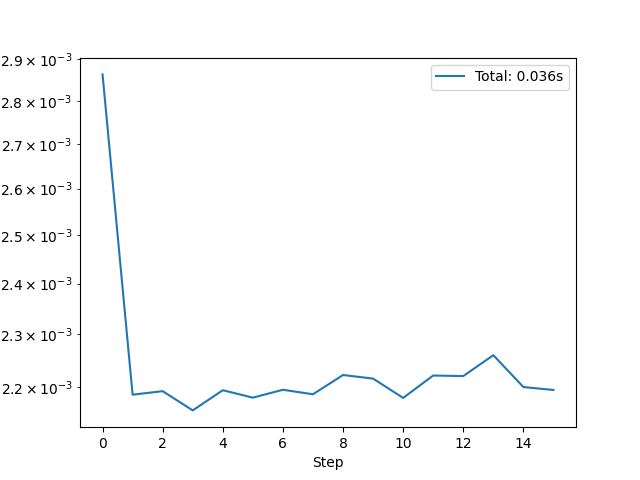 Total: 0.036s
2.9 × 10⁻³
2.8 × 10⁻³
2.7 × 10⁻³
2.6 × 10⁻³
2.5 × 10⁻³
2.4 × 10⁻³
2.3 × 10⁻³
2.2 × 10⁻³
0 2 4 6 8 10 12 14
Step